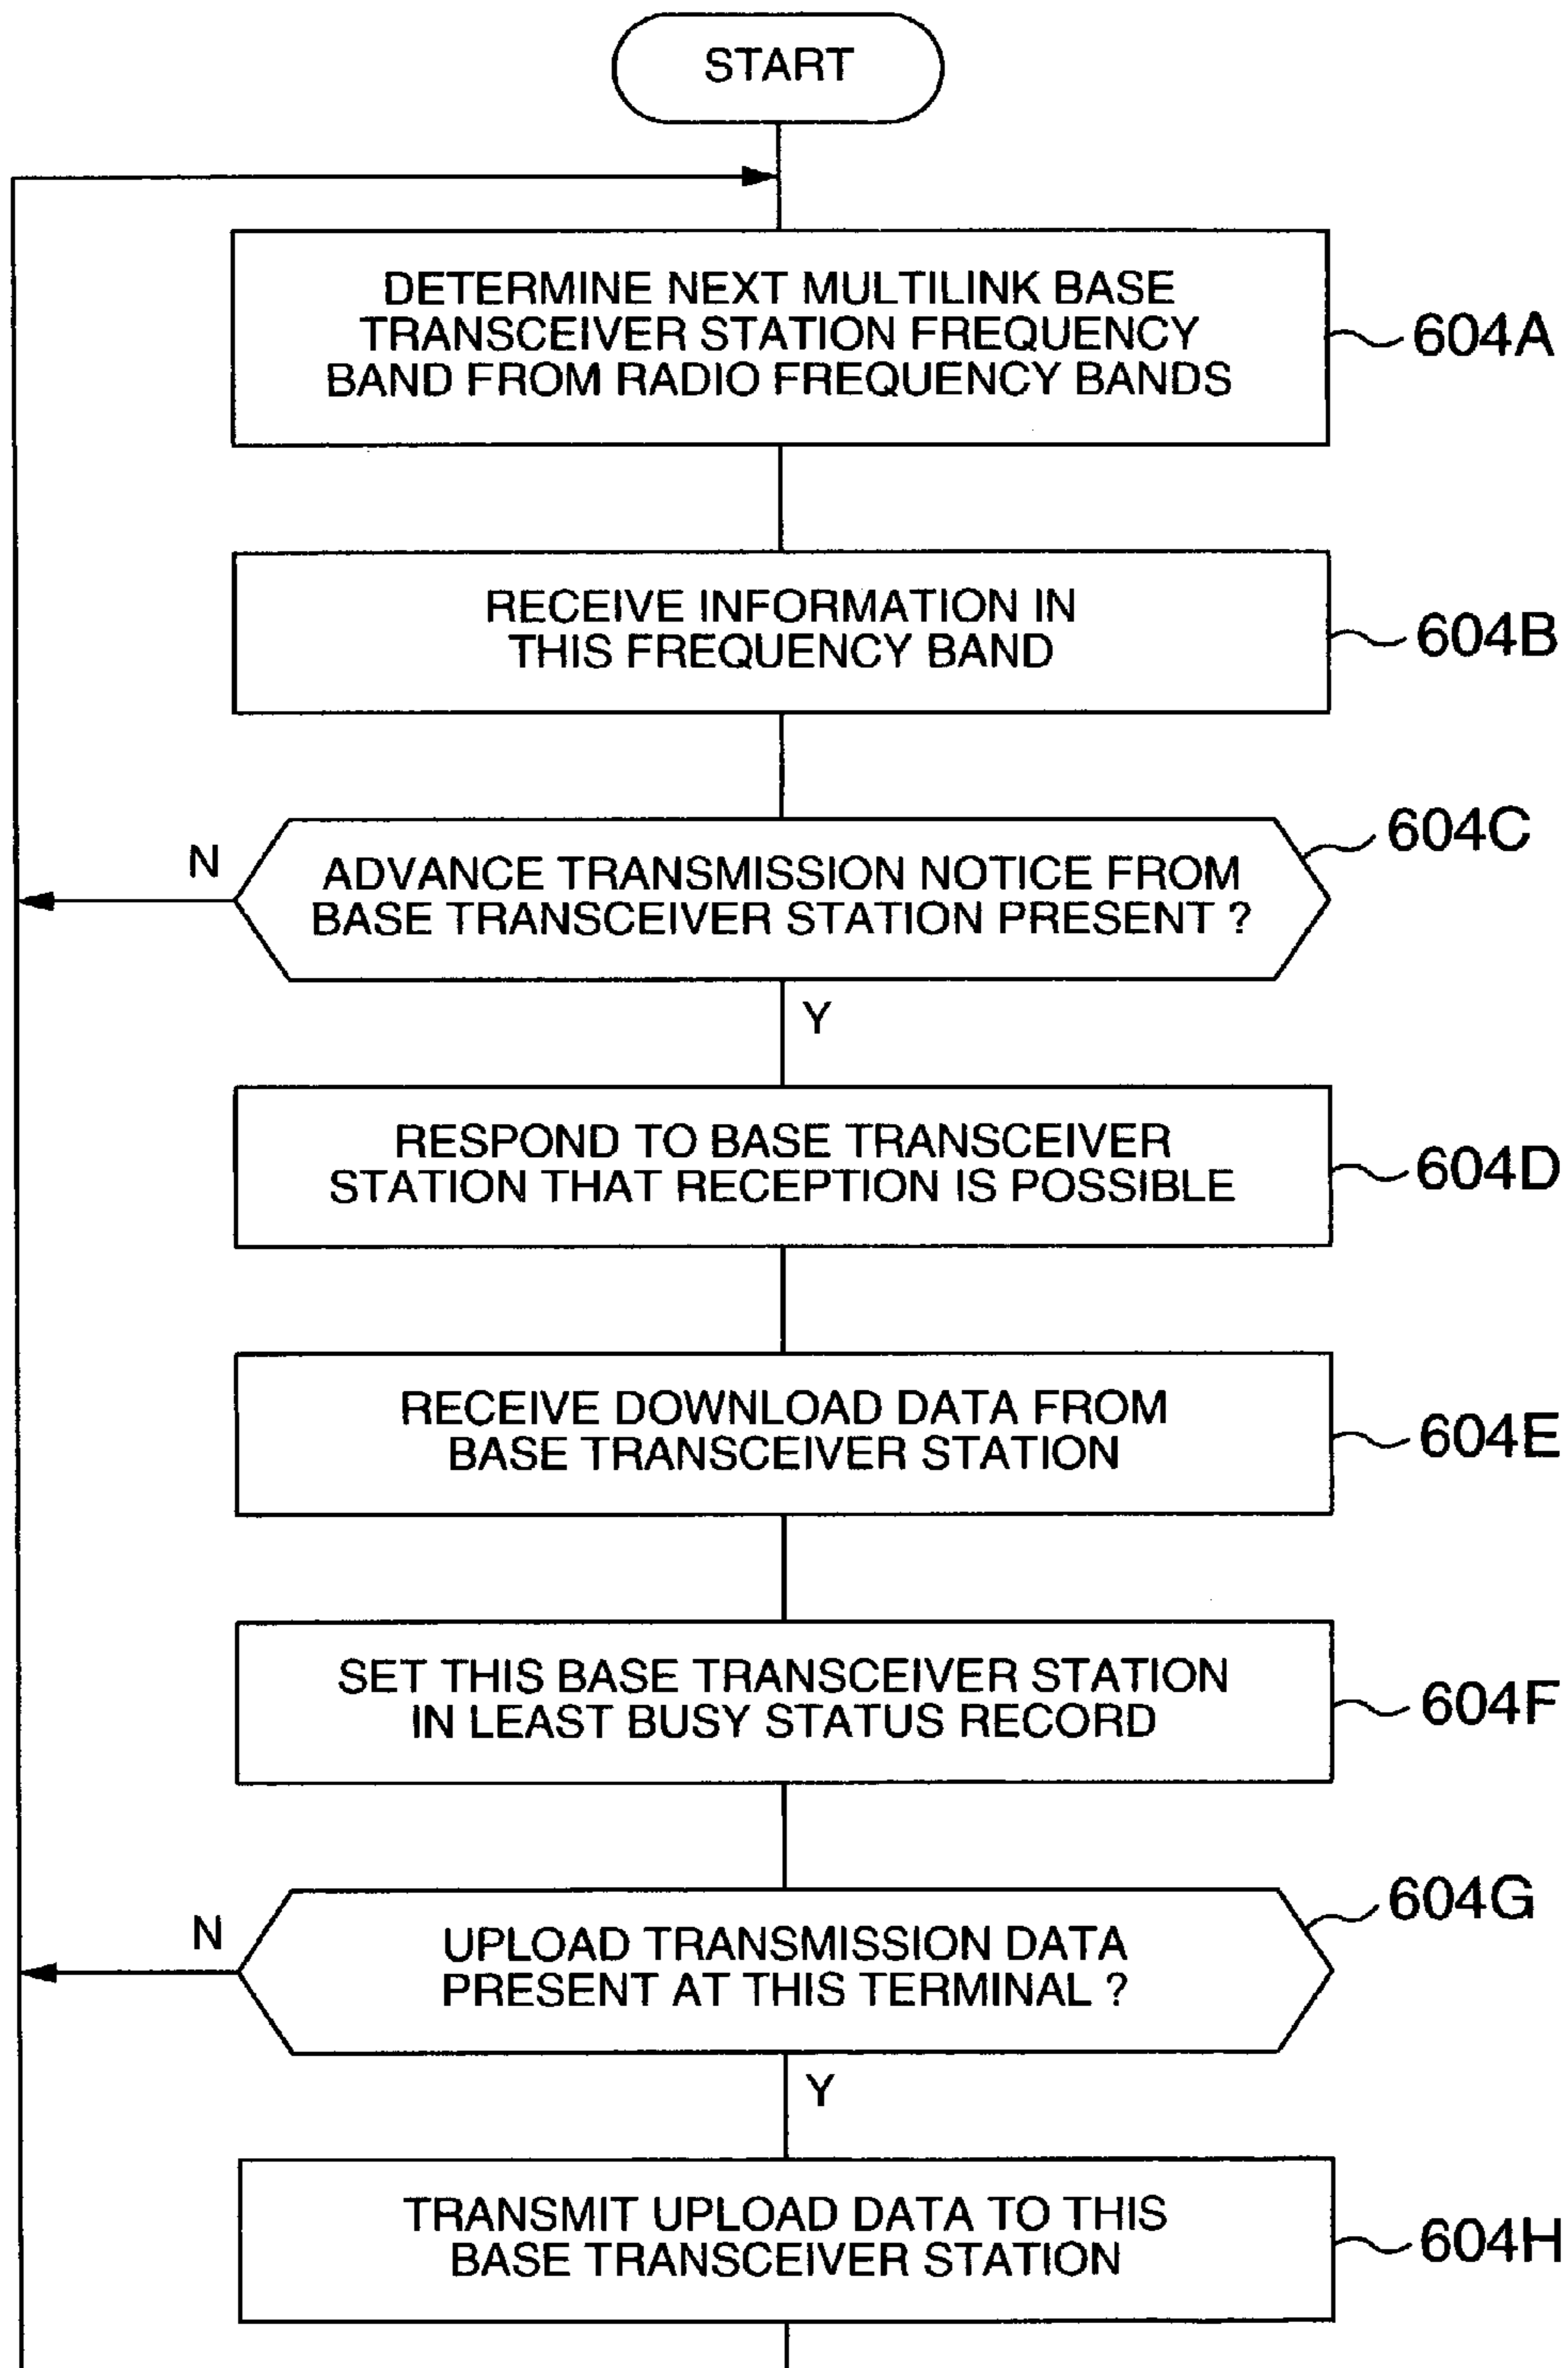 START
DETERMINE NEXT MULTILINK BASE
TRANSCEIVER STATION FREQUENCY
BAND FROM RADIO FREQUENCY BANDS
604A
RECEIVE INFORMATION IN
THIS FREQUENCY BAND
604B
604C
N
ADVANCE TRANSMISSION NOTICE FROM
BASE TRANSCEIVER STATION PRESENT ?
Y
RESPOND TO BASE TRANSCEIVER
STATION THAT RECEPTION IS POSSIBLE
604D
RECEIVE DOWNLOAD DATA FROM
BASE TRANSCEIVER STATION
604E
SET THIS BASE TRANSCEIVER STATION
IN LEAST BUSY STATUS RECORD
604F
604G
N
UPLOAD TRANSMISSION DATA
PRESENT AT THIS TERMINAL ?
Y
TRANSMIT UPLOAD DATA TO THIS
BASE TRANSCEIVER STATION
604H